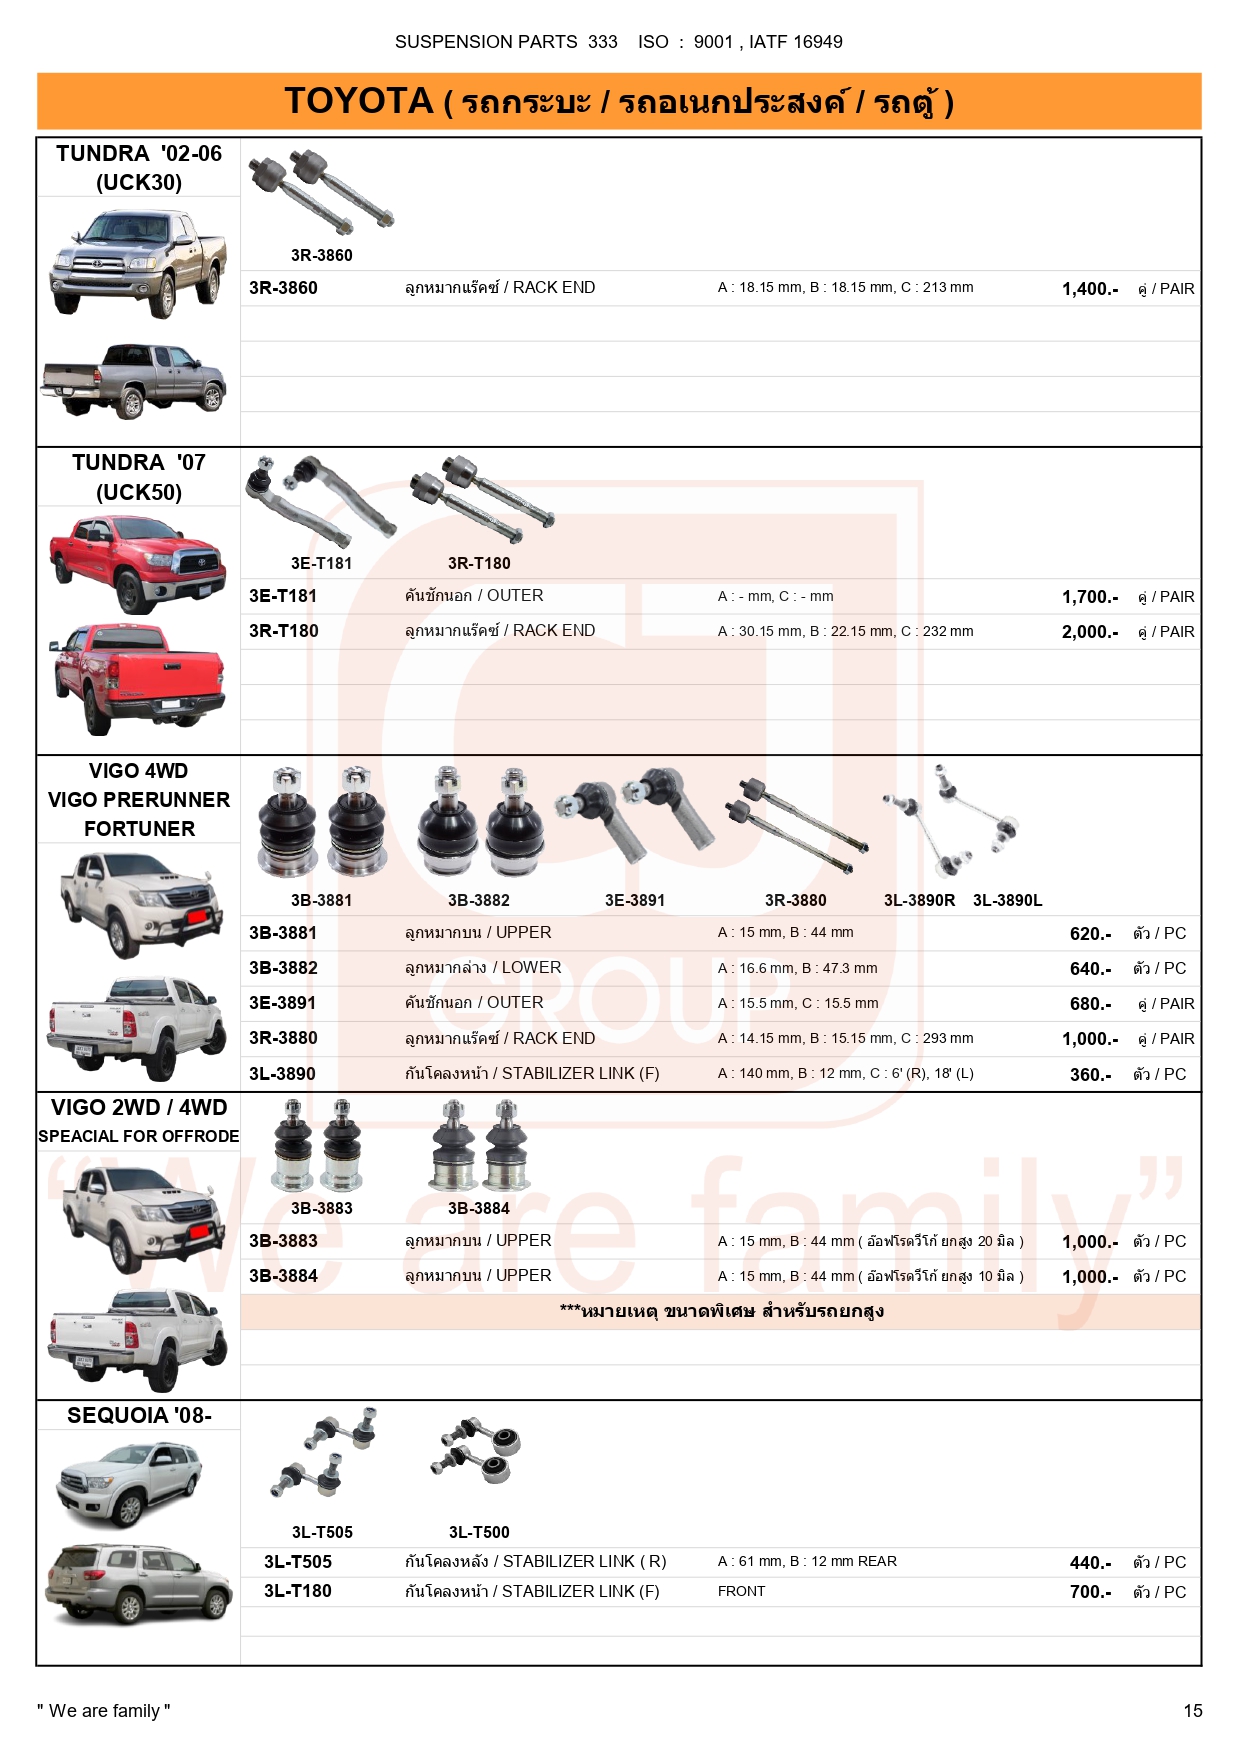 SUSPENSION PARTS 333 ISO : 9001 , IATF 16949
TOYOTA ( รถกระบะ / รถอเนกประสงค์ / รถตู้ )
TUNDRA '02-06
(UCK30)
3R-3860
3R-3860 ลูกหมากแร๊คซ์ / RACK END A : 18.15 mm, B : 18.15 mm, C : 213 mm 1,400.- คู่ / PAIR
TUNDRA '07
(UCK50)
3E-T181 3R-T180
3E-T181 คันชักนอก / OUTER A : - mm, C : - mm 1,700.- คู่ / PAIR
3R-T180 ลูกหมากแร๊คซ์ / RACK END A : 30.15 mm, B : 22.15 mm, C : 232 mm 2,000.- คู่ / PAIR
VIGO 4WD
VIGO PRERUNNER
FORTUNER
3B-3881 3B-3882 3E-3891 3R-3880 3L-3890R 3L-3890L
3B-3881 ลูกหมากบน / UPPER A : 15 mm, B : 44 mm 620.- ตัว / PC
3B-3882 ลูกหมากล่าง / LOWER A : 16.6 mm, B : 47.3 mm 640.- ตัว / PC
3E-3891 คันชักนอก / OUTER A : 15.5 mm, C : 15.5 mm 680.- คู่ / PAIR
3R-3880 ลูกหมากแร๊คซ์ / RACK END A : 14.15 mm, B : 15.15 mm, C : 293 mm 1,000.- คู่ / PAIR
3L-3890 กันโคลงหน้า / STABILIZER LINK (F) A : 140 mm, B : 12 mm, C : 6' (R), 18' (L) 360.- ตัว / PC
CJ GROUP
VIGO 2WD / 4WD
SPEACIAL FOR OFFRODE
3B-3883 3B-3884
3B-3883 ลูกหมากบน / UPPER A : 15 mm, B : 44 mm ( อ๊อฟโรดวีโก้ ยกสูง 20 มิล ) 1,000.- ตัว / PC
3B-3884 ลูกหมากบน / UPPER A : 15 mm, B : 44 mm ( อ๊อฟโรดวีโก้ ยกสูง 10 มิล ) 1,000.- ตัว / PC
***หมายเหตุ ขนาดพิเศษ สำหรับรถยกสูง
“We are family”
SEQUOIA '08-
3L-T505 3L-T500
3L-T505 กันโคลงหลัง / STABILIZER LINK ( R) A : 61 mm, B : 12 mm REAR 440.- ตัว / PC
3L-T180 กันโคลงหน้า / STABILIZER LINK (F) FRONT 700.- ตัว / PC
" We are family " 15